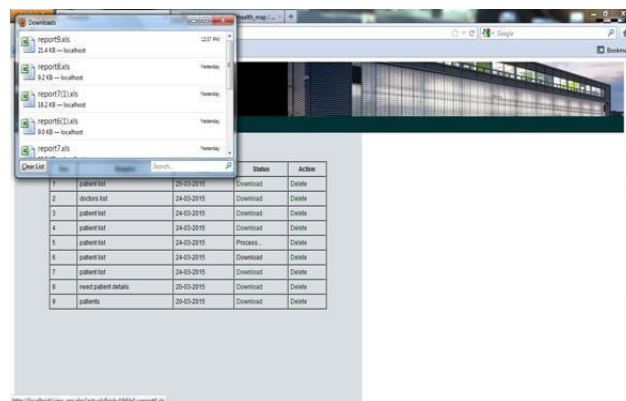 Downloads
health_map /...
Google
Bookma
report9.xls
12:07 PM
21.4 KB — localhost
report8.xls
Yesterday
9.2 KB — localhost
report7(1).xls
Yesterday
18.2 KB — localhost
report6(1).xls
Yesterday
9.0 KB — localhost
report7.xls
Yesterday
Clear List
Search...
Status Action
1 patient list 25-03-2015 Download Delete
2 doctors list 24-03-2015 Download Delete
3 patient list 24-03-2015 Download Delete
4 patient list 24-03-2015 Download Delete
5 patient list 24-03-2015 Process... Delete
6 patient list 24-03-2015 Download Delete
7 patient list 24-03-2015 Download Delete
8 need patient details 20-03-2015 Download Delete
9 patients 20-03-2015 Download Delete